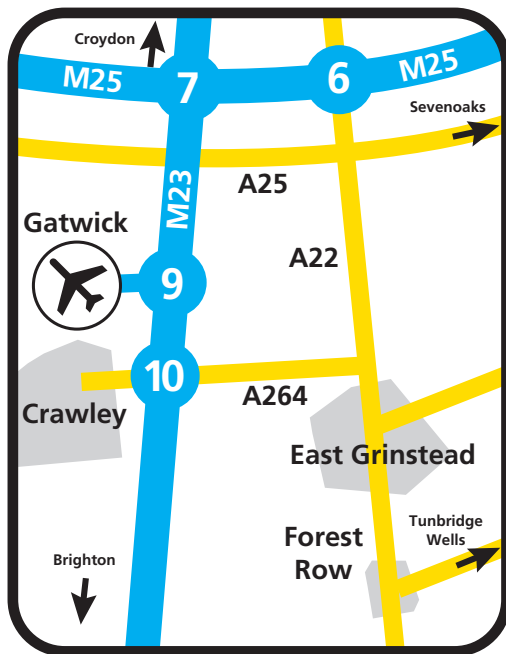 Croydon
M25
7
6
M25
Sevenoaks
A25
M23
Gatwick
A22
9
10
A264
Crawley
East Grinstead
Forest
Row
Tunbridge
Wells
Brighton